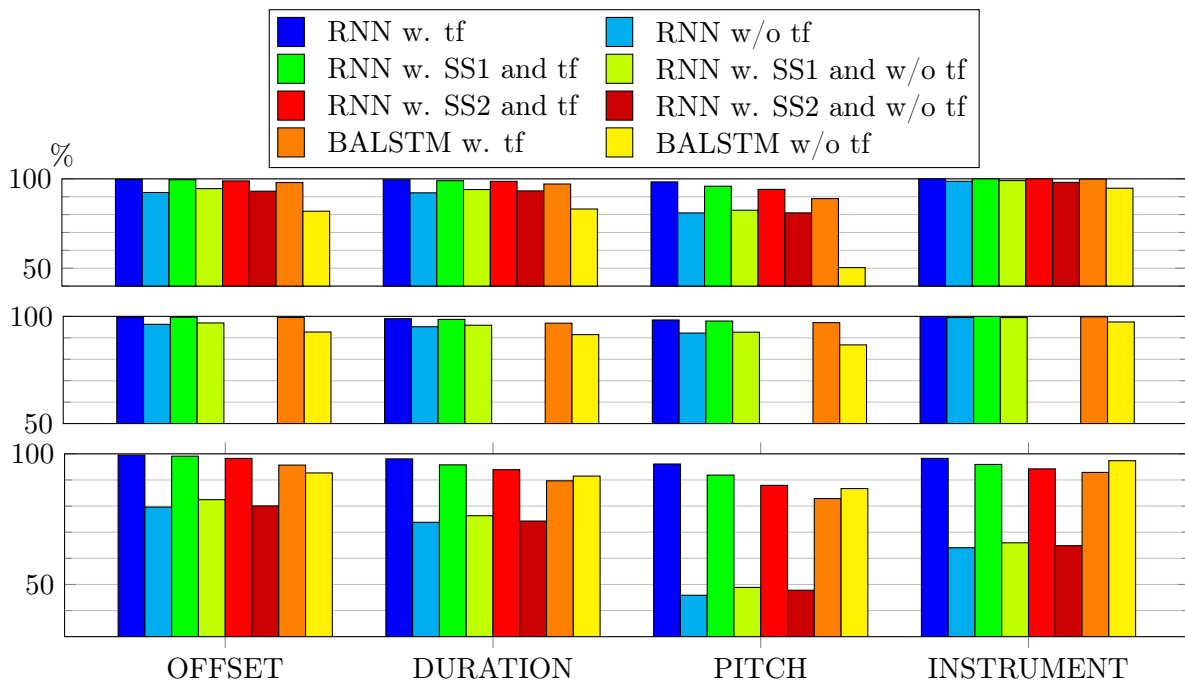 RNN w. tf RNN w/o tf
RNN w. SS1 and tf RNN w. SS1 and w/o tf
RNN w. SS2 and tf RNN w. SS2 and w/o tf
BALSTM w. tf BALSTM w/o tf
%
100
50
100
50
100
50
OFFSET DURATION PITCH INSTRUMENT